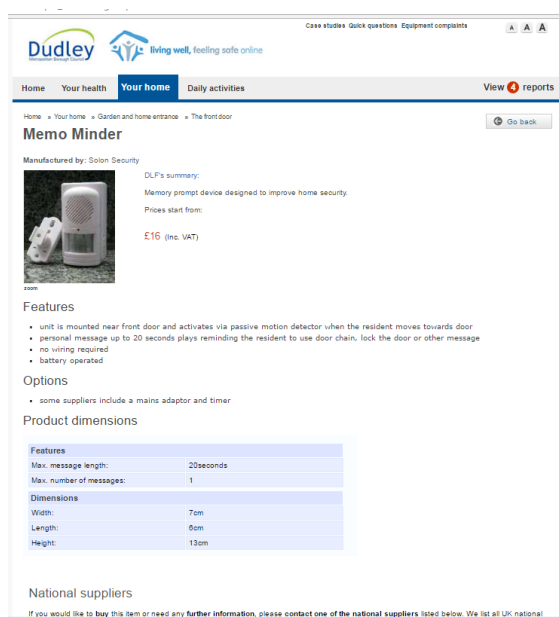 Case studies Quick questions Equipment complaints
A A A
Dudley
Metropolitan Borough Council
living well, feeling safe online
Home Your health Your home Daily activities View 4 reports
Home » Your home » Garden and home entrance » The front door
Go back
Memo Minder
Manufactured by: Solon Security
DLF's summary:
Memory prompt device designed to improve home security.
Prices start from:
£16 (Inc. VAT)
zoom
Features
• unit is mounted near front door and activates via passive motion detector when the resident moves towards door
• personal message up to 20 seconds plays reminding the resident to use door chain, lock the door or other message
• no wiring required
• battery operated
Options
• some suppliers include a mains adaptor and timer
Product dimensions
Features
Max. message length: 20seconds
Max. number of messages: 1
Dimensions
Width: 7cm
Length: 6cm
Height: 13cm
National suppliers
If you would like to buy this item or need any further information, please contact one of the national suppliers listed below. We list all UK national